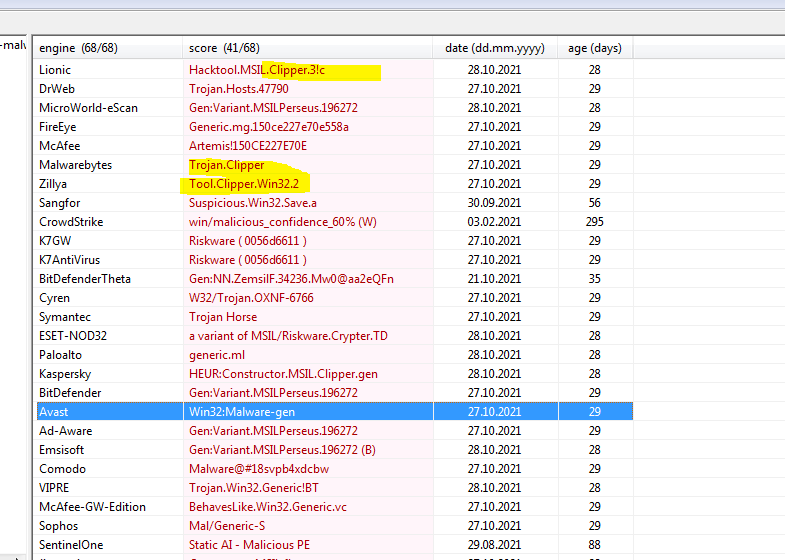 -malw
engine (68/68) score (41/68) date (dd.mm.yyyy) age (days)
Lionic Hacktool.MSIL.Clipper.3!c 28.10.2021 28
DrWeb Trojan.Hosts.47790 27.10.2021 29
MicroWorld-eScan Gen:Variant.MSILPerseus.196272 28.10.2021 28
FireEye Generic.mg.150ce227e70e558a 27.10.2021 29
McAfee Artemis!150CE227E70E 27.10.2021 29
Malwarebytes Trojan.Clipper 27.10.2021 29
Zillya Tool.Clipper.Win32.2 27.10.2021 29
Sangfor Suspicious.Win32.Save.a 30.09.2021 56
CrowdStrike win/malicious_confidence_60% (W) 03.02.2021 295
K7GW Riskware ( 0056d6611 ) 27.10.2021 29
K7AntiVirus Riskware ( 0056d6611 ) 27.10.2021 29
BitDefenderTheta Gen:NN.ZemsilF.34236.Mw0@aa2eQFn 21.10.2021 35
Cyren W32/Trojan.OXNF-6766 27.10.2021 29
Symantec Trojan Horse 27.10.2021 29
ESET-NOD32 a variant of MSIL/Riskware.Crypter.TD 28.10.2021 28
Paloalto generic.ml 28.10.2021 28
Kaspersky HEUR:Constructor.MSIL.Clipper.gen 28.10.2021 28
BitDefender Gen:Variant.MSILPerseus.196272 27.10.2021 29
Avast Win32:Malware-gen 27.10.2021 29
Ad-Aware Gen:Variant.MSILPerseus.196272 27.10.2021 29
Emsisoft Gen:Variant.MSILPerseus.196272 (B) 28.10.2021 28
Comodo Malware@#18svpb4xdcbw 27.10.2021 29
VIPRE Trojan.Win32.Generic!BT 28.10.2021 28
McAfee-GW-Edition BehavesLike.Win32.Generic.vc 27.10.2021 29
Sophos Mal/Generic-S 27.10.2021 29
SentinelOne Static AI - Malicious PE 29.08.2021 88